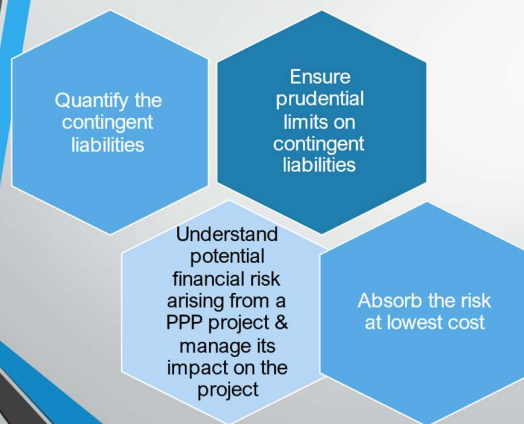 Quantify the
contingent
liabilities
Ensure
prudential
limits on
contingent
liabilities
Understand
potential
financial risk
arising from a
PPP project &
manage its
impact on the
project
Absorb the risk
at lowest cost